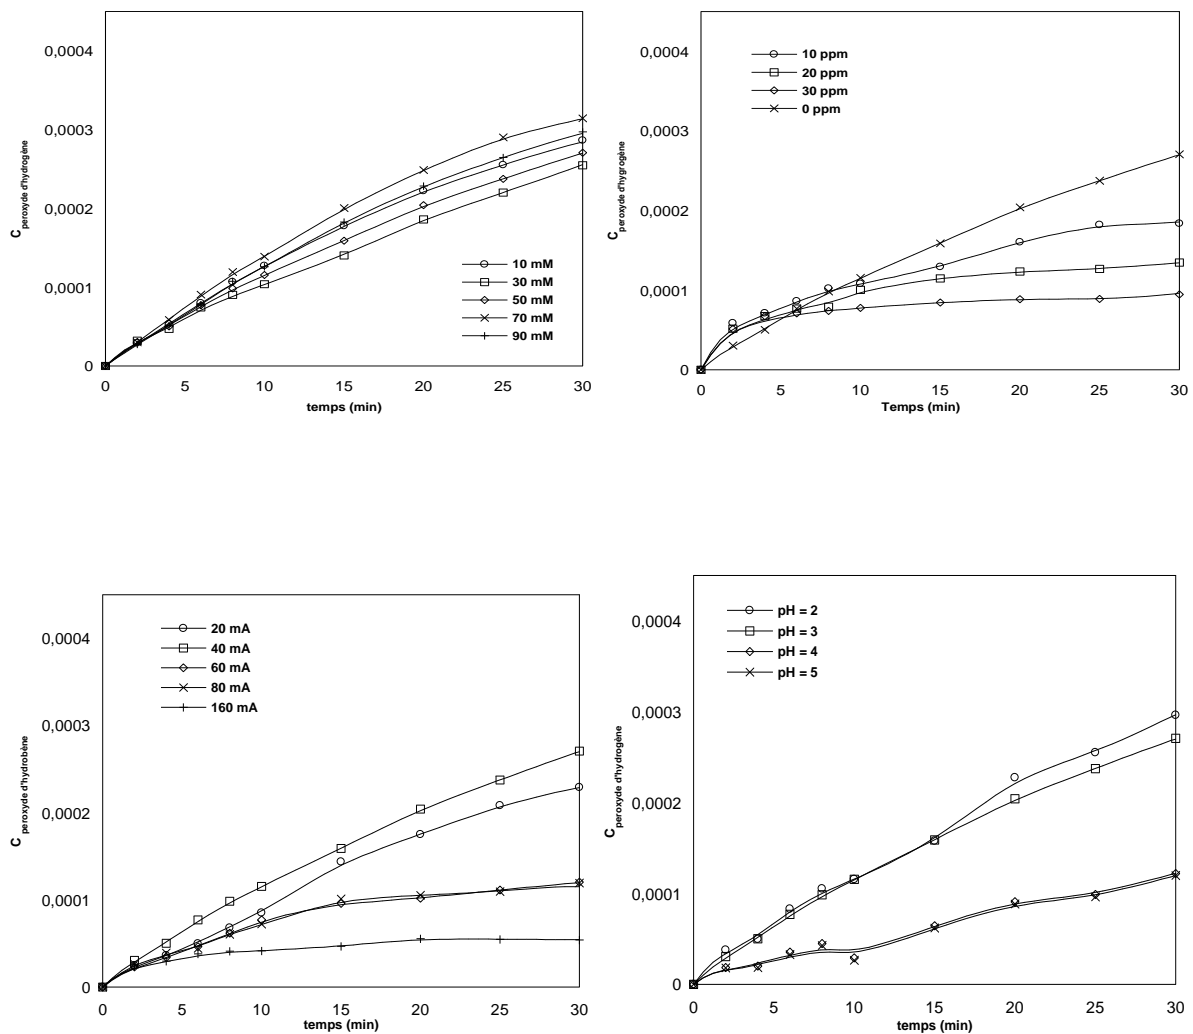 0,0004
0,0003
0,0002
0,0001
0
C peroxyde d'hydrogène
10 mM
30 mM
50 mM
70 mM
90 mM
0 5 10 15 20 25 30
temps (min)
0,0004
0,0003
0,0002
0,0001
0
C peroxyde d'hygrogène
10 ppm
20 ppm
30 ppm
0 ppm
0 5 10 15 20 25 30
Temps (min)
0,0004
0,0003
0,0002
0,0001
0
C peroxyde d'hydrobène
20 mA
40 mA
60 mA
80 mA
160 mA
0 5 10 15 20 25 30
temps (min)
0,0004
0,0003
0,0002
0,0001
0
C peroxyde d'hydrogène
pH = 2
pH = 3
pH = 4
pH = 5
0 5 10 15 20 25 30
temps (min)